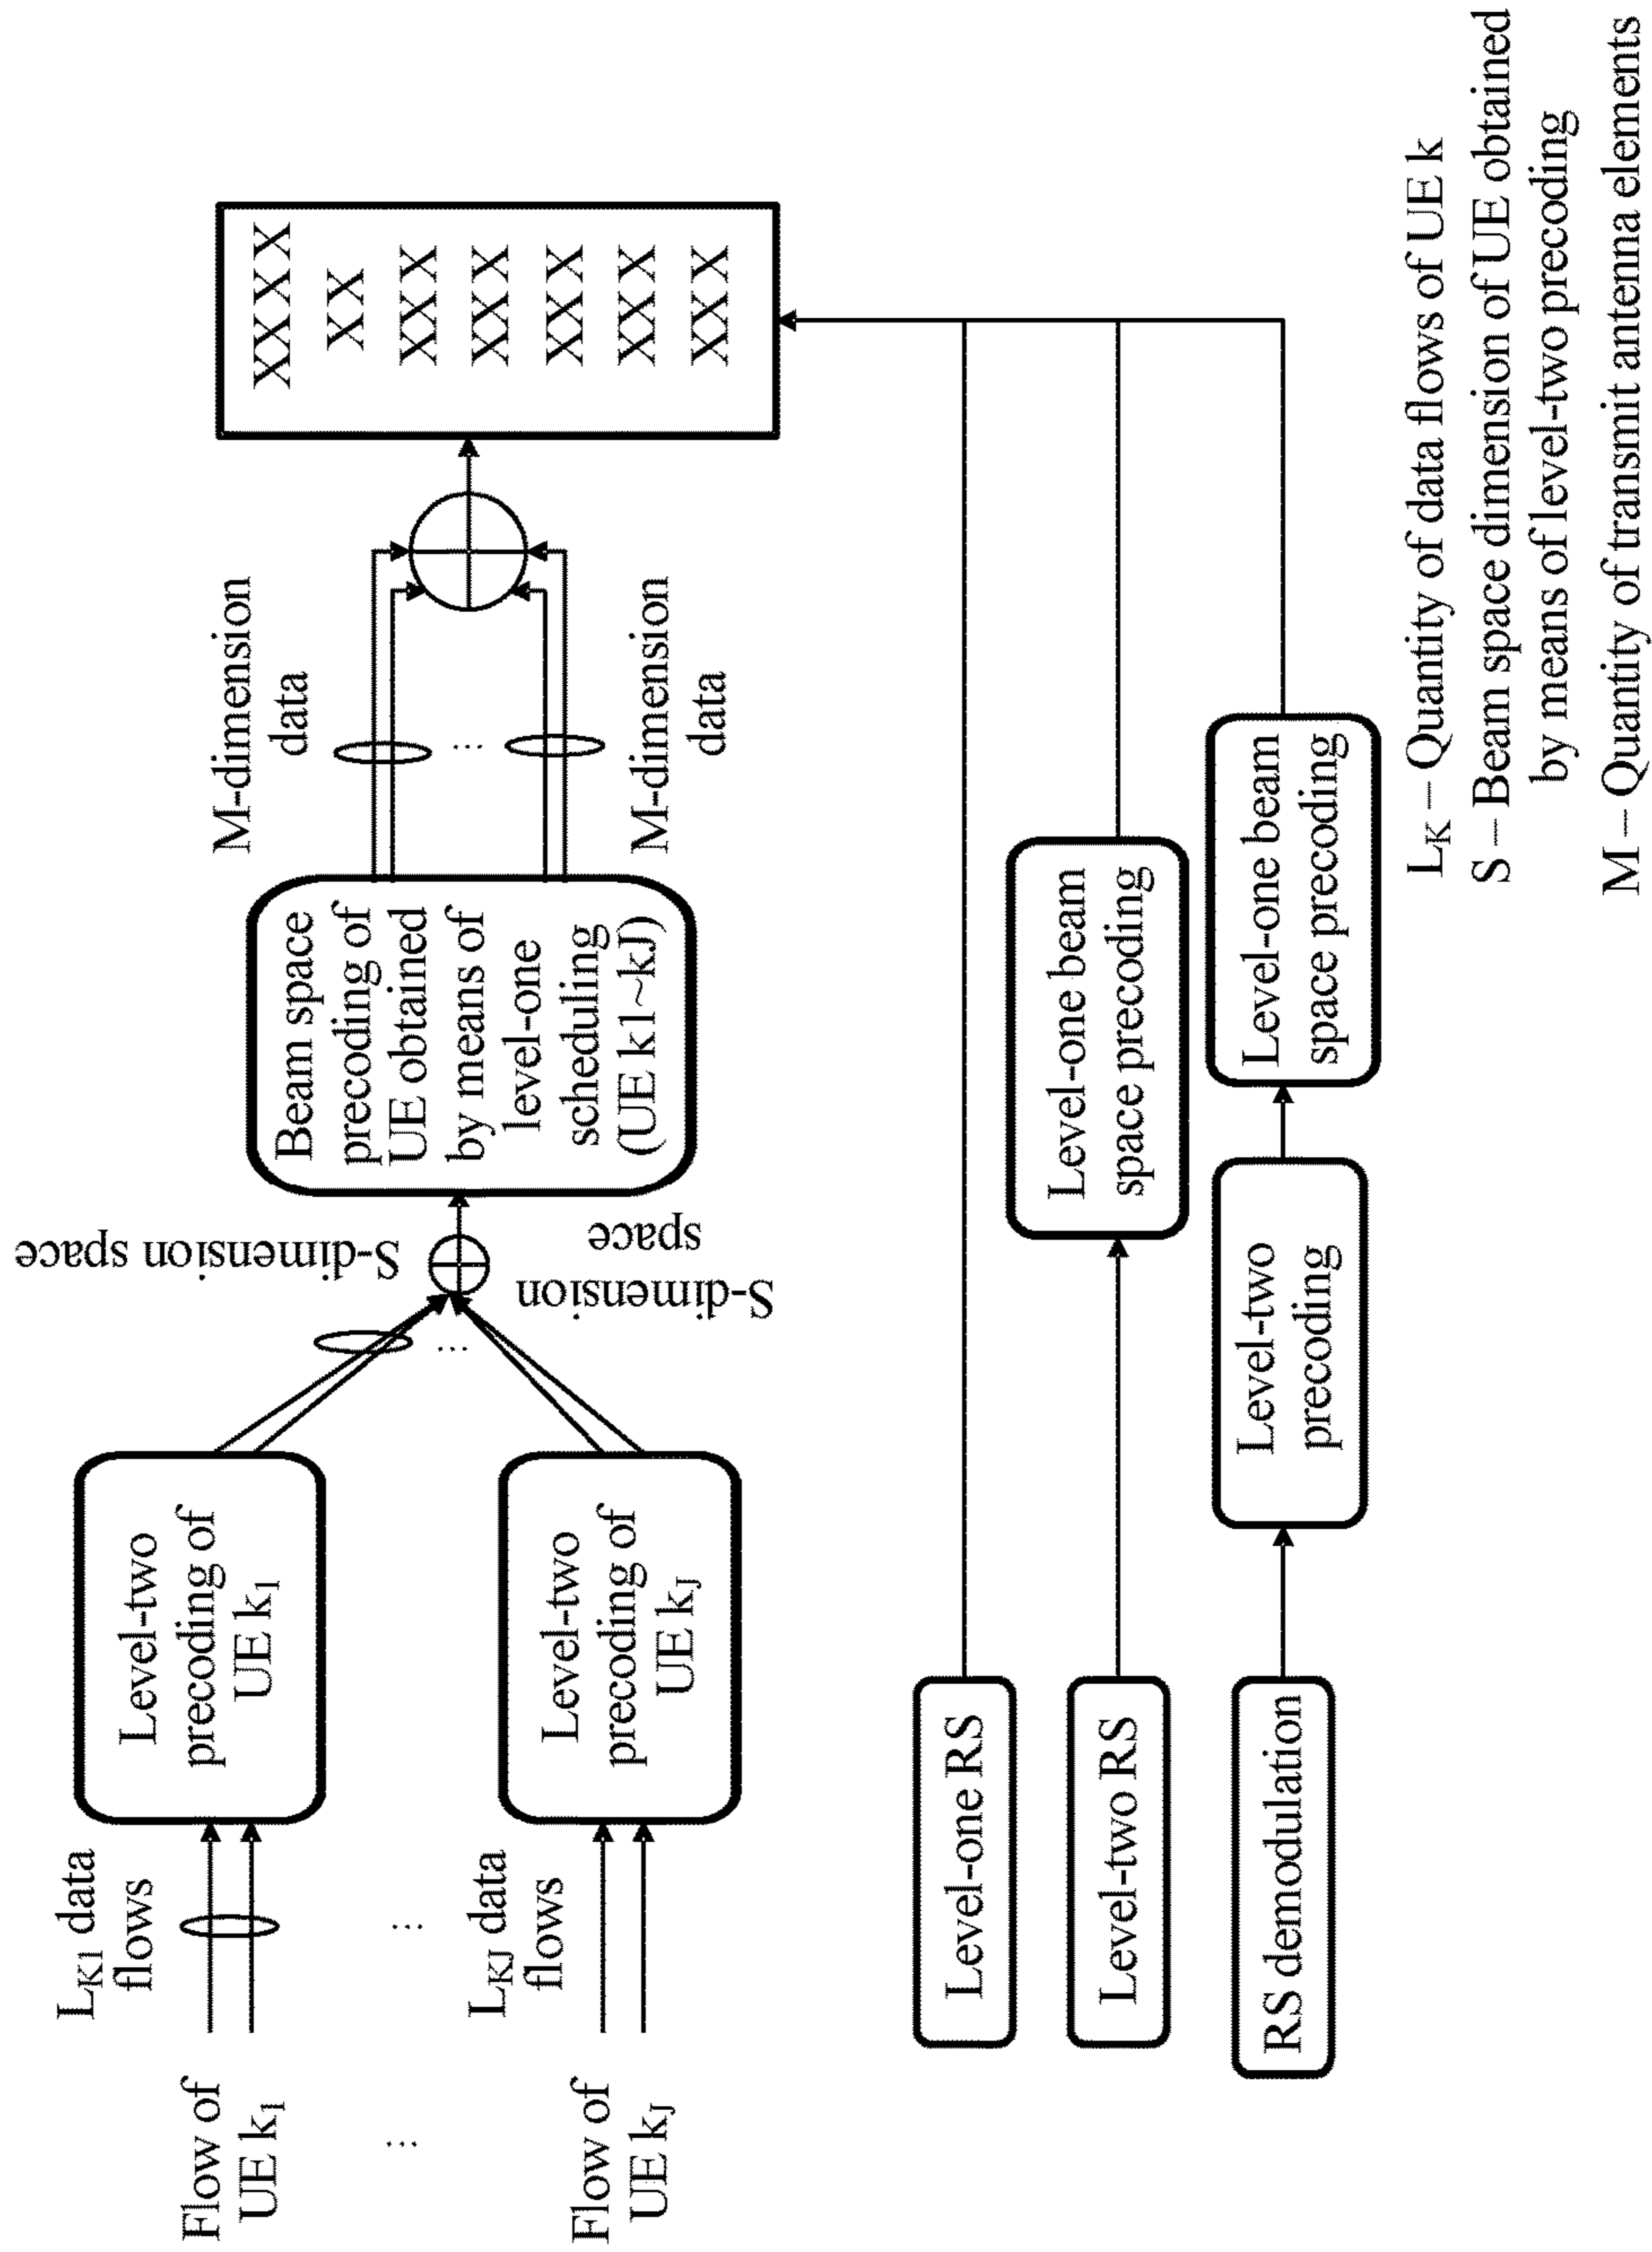 Flow of
UE k1
L_K1 data
flows
Level-two
precoding of
UE k1
...
...
Flow of
UE kJ
L_KJ data
flows
Level-two
precoding of
UE kJ
S-dimension space
...
S-dimension
space
Beam space
precoding of
UE obtained
by means of
level-one
scheduling
(UE k1~kJ)
M-dimension
data
...
M-dimension
data
XXXX
XX
XXX
XXX
XXX
XXX
XXX
Level-one RS
Level-two RS
Level-one beam
space precoding
RS demodulation
Level-two
precoding
Level-one beam
space precoding
L_K – Quantity of data flows of UE k
S – Beam space dimension of UE obtained
by means of level-two precoding
M – Quantity of transmit antenna elements